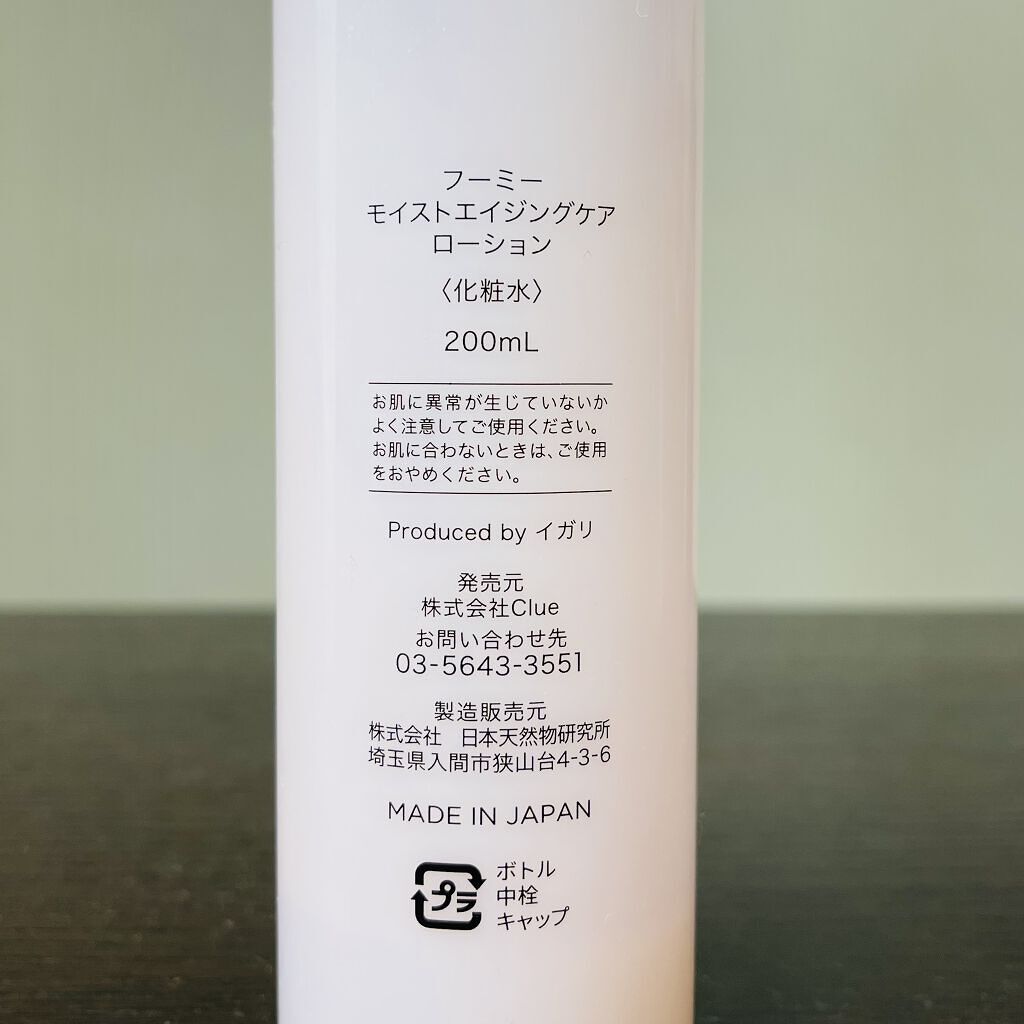 フーミー
モイストエイジングケア
ローション
〈化粧水〉
200mL
お肌に異常が生じていないか
よく注意してご使用ください。
お肌に合わないときは、ご使用
をおやめください。
Produced by イガリ
発売元
株式会社Clue
お問い合わせ先
03-5643-3551
製造販売元
株式会社　日本天然物研究所
埼玉県入間市狭山台4-3-6
MADE IN JAPAN
プラ
ボトル
中栓
キャップ